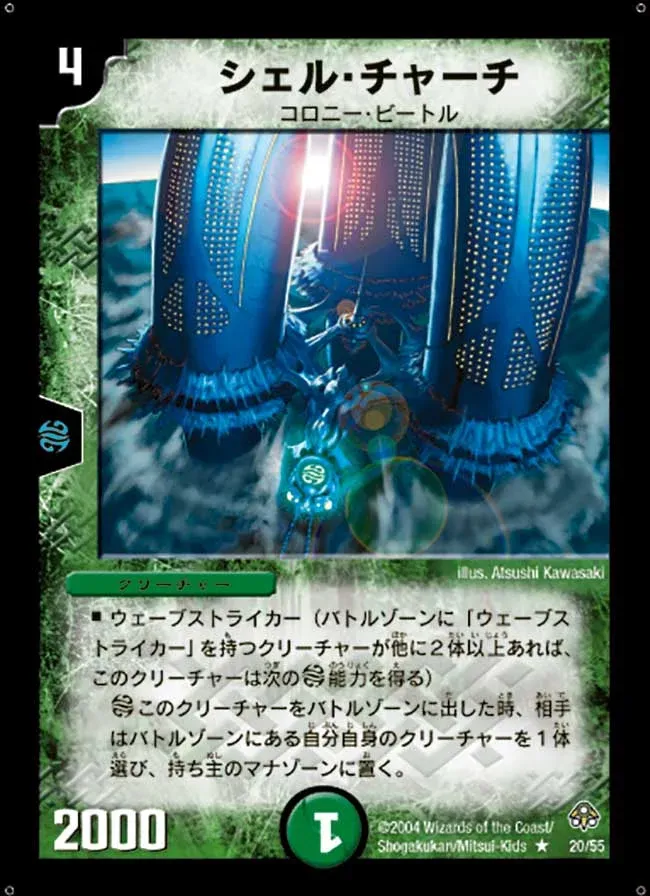 4
シェル・チャーチ
コロニー・ビートル
illus. Atsushi Kawasaki
クリーチャー
■ ウェーブストライカー（バトルゾーンに「ウェーブス
トライカー」を持つクリーチャーが他に２体以上あれば、
このクリーチャーは次の能力を得る）
このクリーチャーをバトルゾーンに出した時、相手
はバトルゾーンにある自分自身のクリーチャーを１体
選び、持ち主のマナゾーンに置く。
2000
1
©2004 Wizards of the Coast/
Shogakukan/Mitsui-Kids ★ 20/55